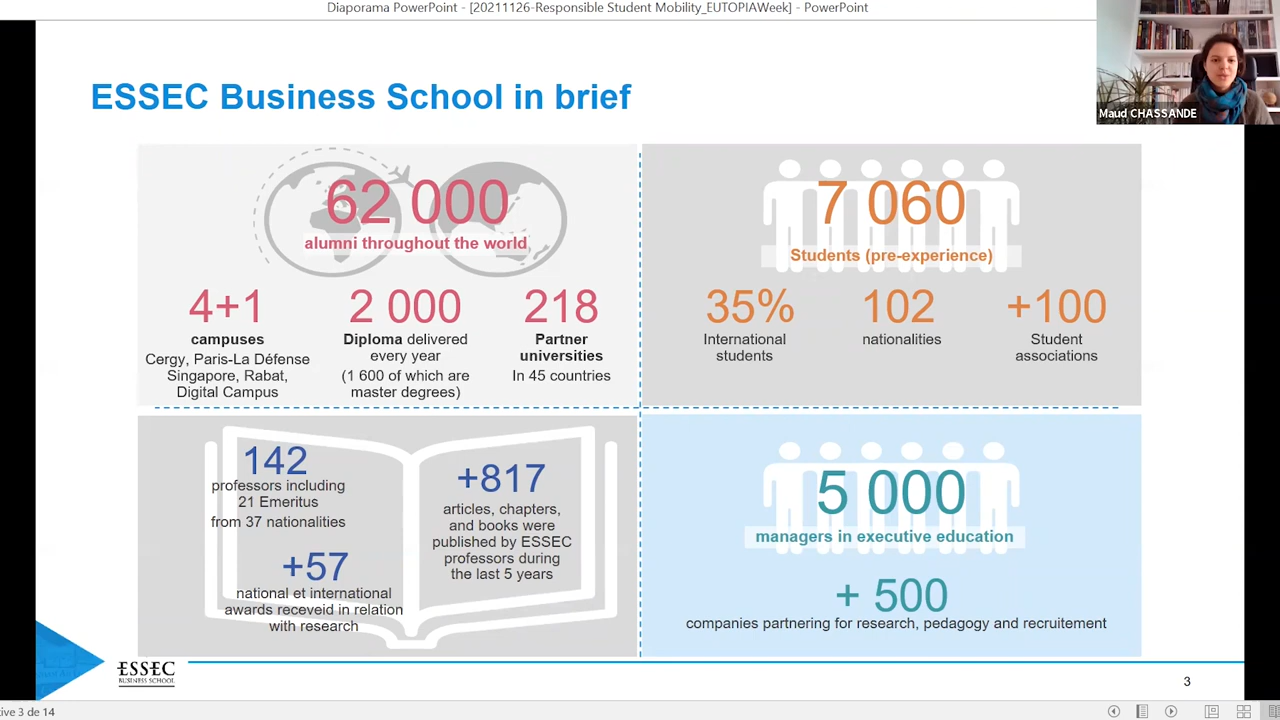 Diaporama PowerPoint - [20211126-Responsible Student Mobility_EUTOPIAWeek] - PowerPoint
Maud CHASSANDE
ESSEC Business School in brief
62 000
alumni throughout the world
4+1
campuses
Cergy, Paris-La Défense
Singapore, Rabat,
Digital Campus
2 000
Diploma delivered
every year
(1 600 of which are
master degrees)
218
Partner
universities
In 45 countries
7 060
Students (pre-experience)
35%
International
students
102
nationalities
+100
Student
associations
142
professors including
21 Emeritus
from 37 nationalities
+57
national et international
awards receveid in relation
with research
+817
articles, chapters,
and books were
published by ESSEC
professors during
the last 5 years
5 000
managers in executive education
+ 500
companies partnering for research, pedagogy and recruitement
ESSEC
BUSINESS SCHOOL
3
tive 3 de 14